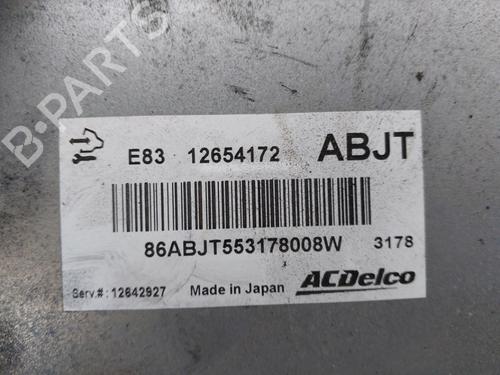 B-PARTS
E83 12654172 ABJT
86ABJT553178008W 3178
Serv.#: 12642927 Made in Japan ACDelco